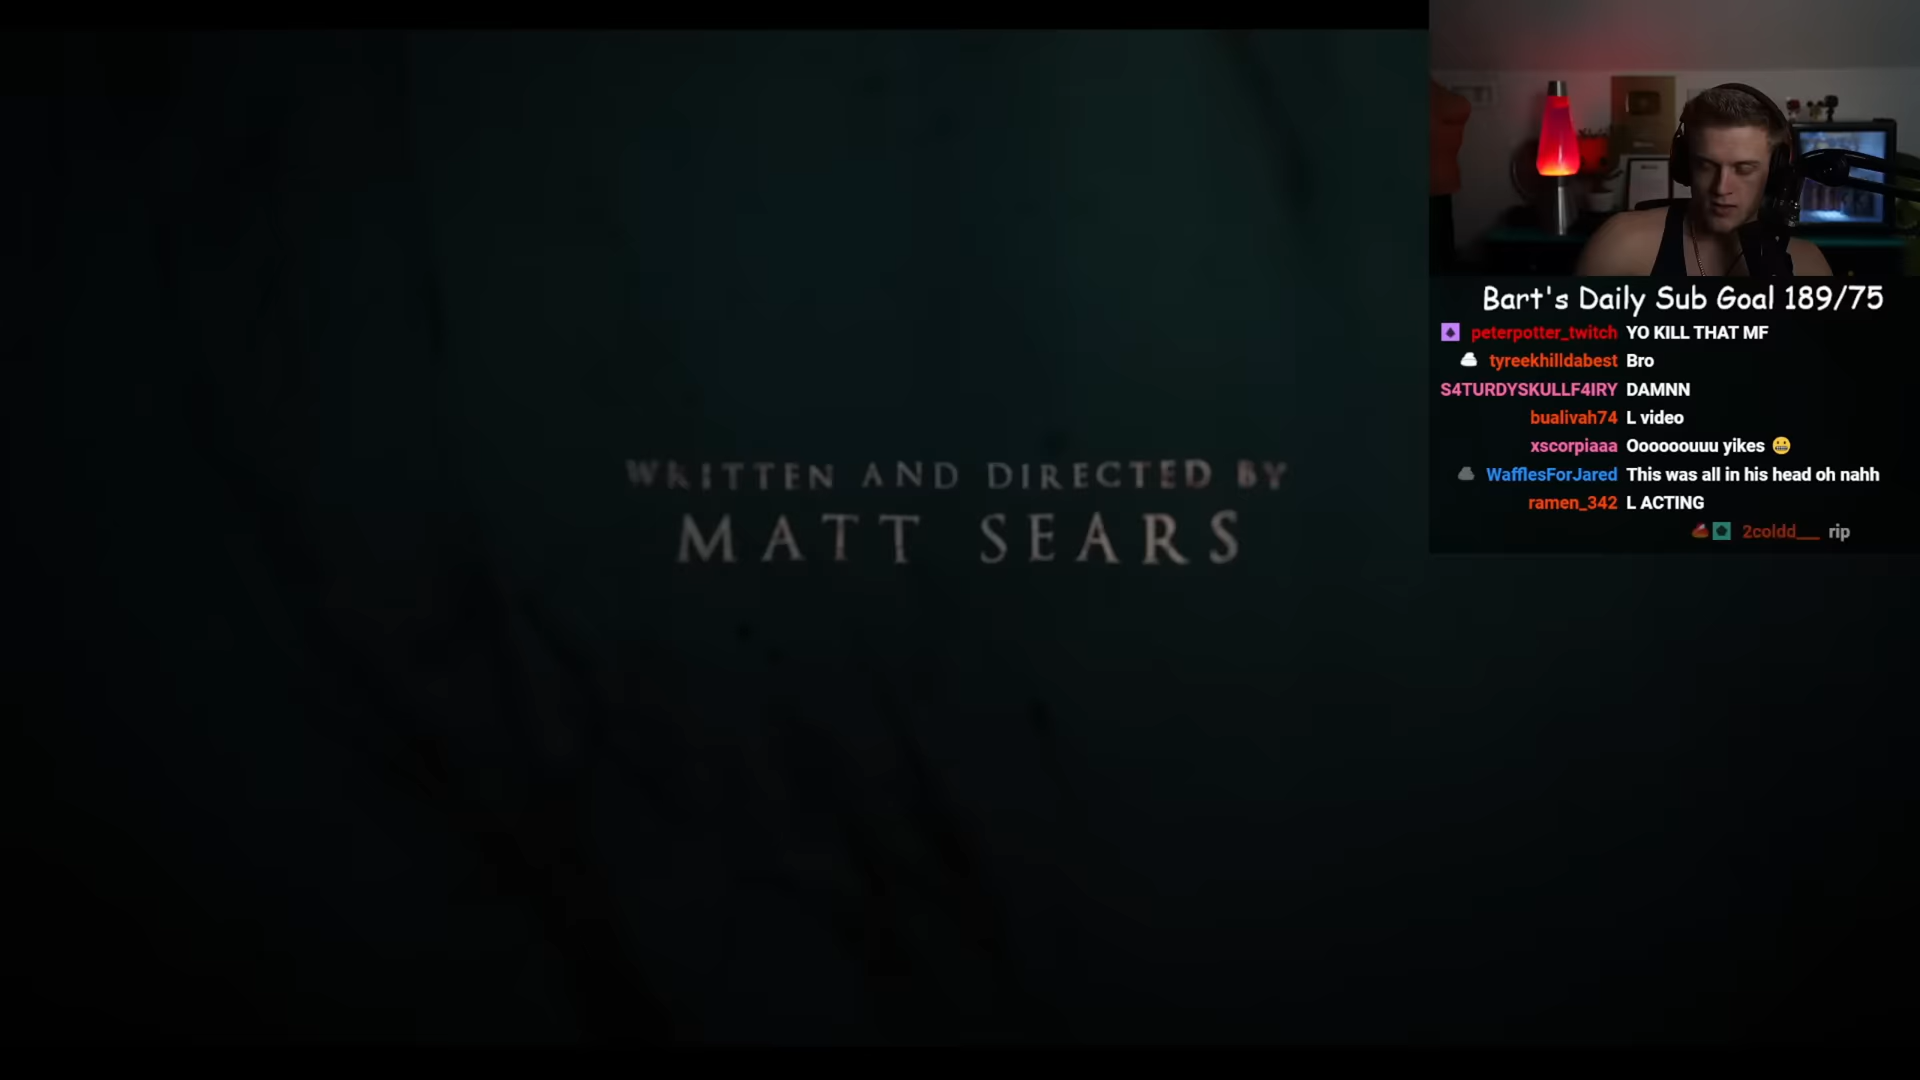 WRITTEN AND DIRECTED BY
MATT SEARS
Bart's Daily Sub Goal 189/75
peterpotter_twitch YO KILL THAT MF
tyreekhilldabest Bro
S4TURDYSKULLF4IRY DAMNN
bualivah74 L video
xscorpiaaa Oooooouuu yikes 😬
WafflesForJared This was all in his head oh nahh
ramen_342 L ACTING
2coldd___ rip